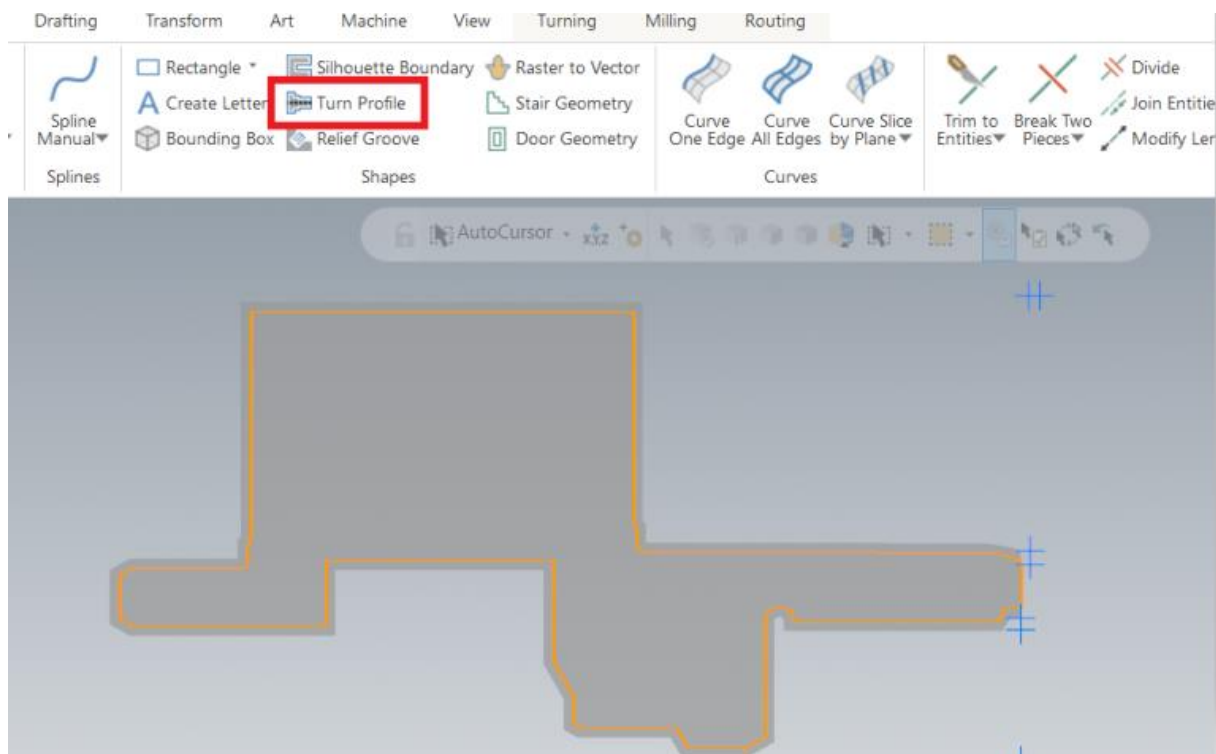 Drafting Transform Art Machine View Turning Milling Routing
Rectangle Silhouette Boundary Raster to Vector Divide
Create Letter Turn Profile Stair Geometry Join Entitie
Spline Manual Bounding Box Relief Groove Door Geometry Curve One Edge Curve All Edges Curve Slice by Plane Trim to Entities Break Two Pieces Modify Ler
Splines Shapes Curves
AutoCursor XYZ